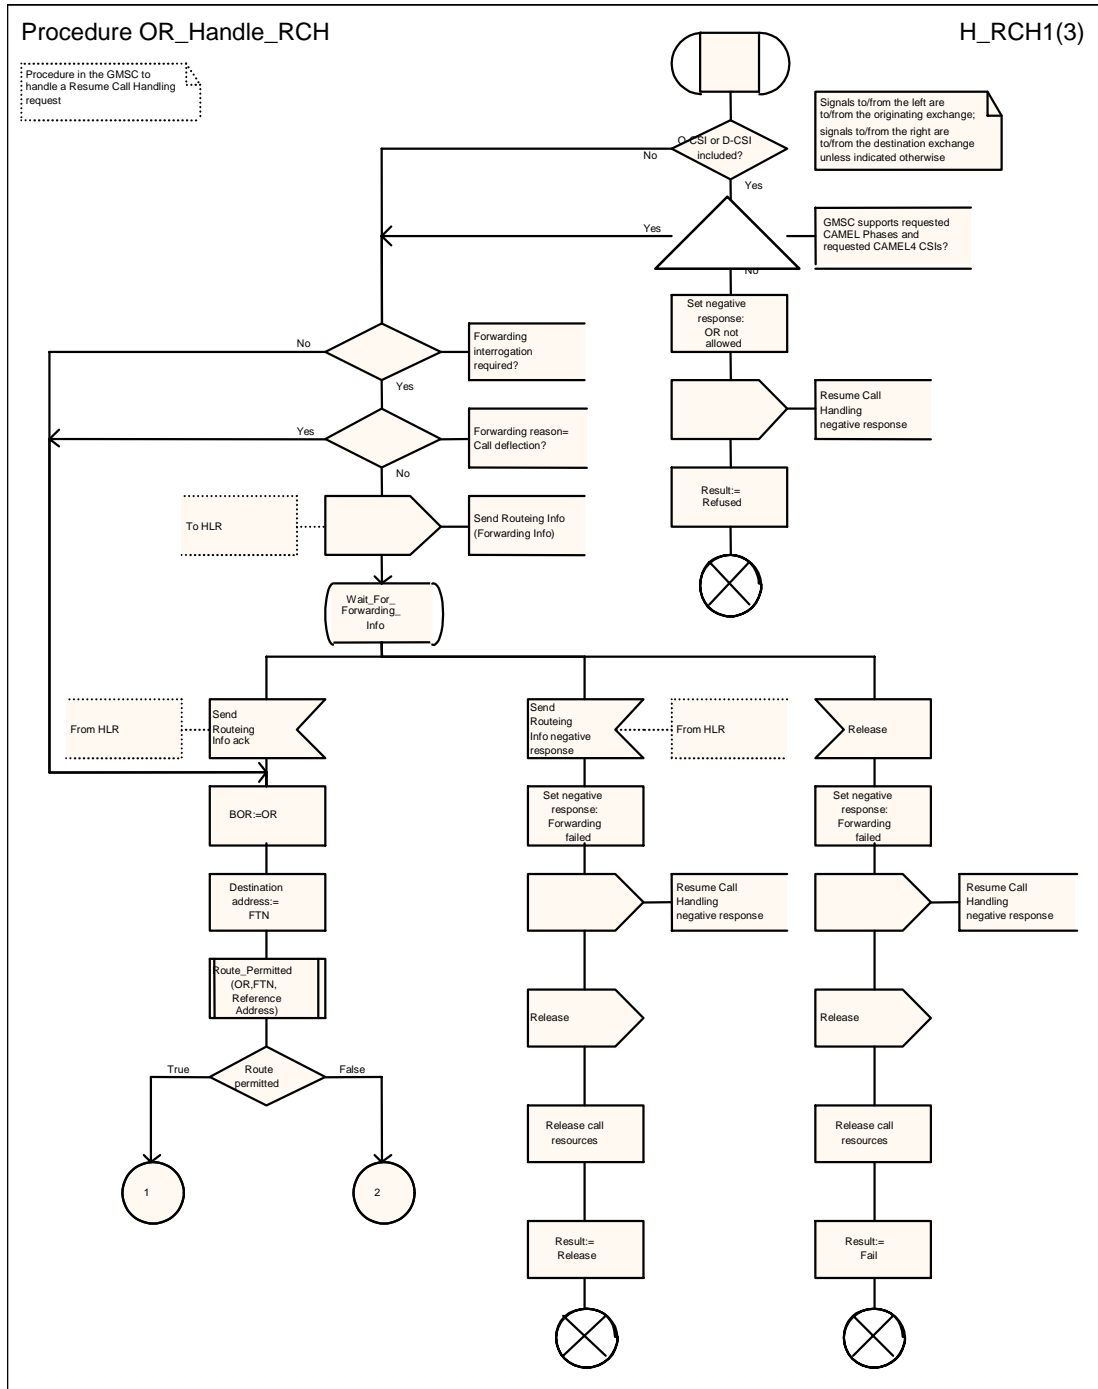 Procedure OR_Handle_RCH
H_RCH1(3)
Procedure in the GMSC to
handle a Resume Call Handling
request
Signals to/from the left are
to/from the originating exchange;
signals to/from the right are
to/from the destination exchange
unless indicated otherwise
O-CSI or D-CSI
included?
No
Yes
GMSC supports requested
CAMEL Phases and
requested CAMEL4 CSIs?
Yes
No
Set negative
response:
OR not
allowed
Forwarding
interrogation
required?
No
Yes
Resume Call
Handling
negative response
Forwarding reason=
Call deflection?
Yes
No
Result:=
Refused
To HLR
Send Routeing Info
(Forwarding Info)
Wait_For_
Forwarding_
Info
From HLR
Send
Routeing
Info ack
Send
Routeing
Info negative
response
From HLR
Release
BOR:=OR
Set negative
response:
Forwarding
failed
Set negative
response:
Forwarding
failed
Destination
address:=
FTN
Resume Call
Handling
negative response
Resume Call
Handling
negative response
Route_Permitted
(OR,FTN,
Reference
Address)
Release
Release
True
Route
permitted
False
Release call
resources
Release call
resources
1
2
Result:=
Release
Result:=
Fail